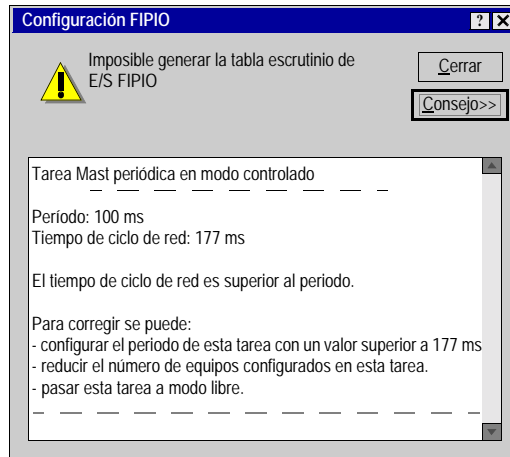 Configuración FIPIO
Imposible generar la tabla escrutinio de
E/S FIPIO
Cerrar
Consejo>>
Tarea Mast periódica en modo controlado
Período: 100 ms
Tiempo de ciclo de red: 177 ms
El tiempo de ciclo de red es superior al periodo.
Para corregir se puede:
- configurar el periodo de esta tarea con un valor superior a 177 ms
- reducir el número de equipos configurados en esta tarea.
- pasar esta tarea a modo libre.